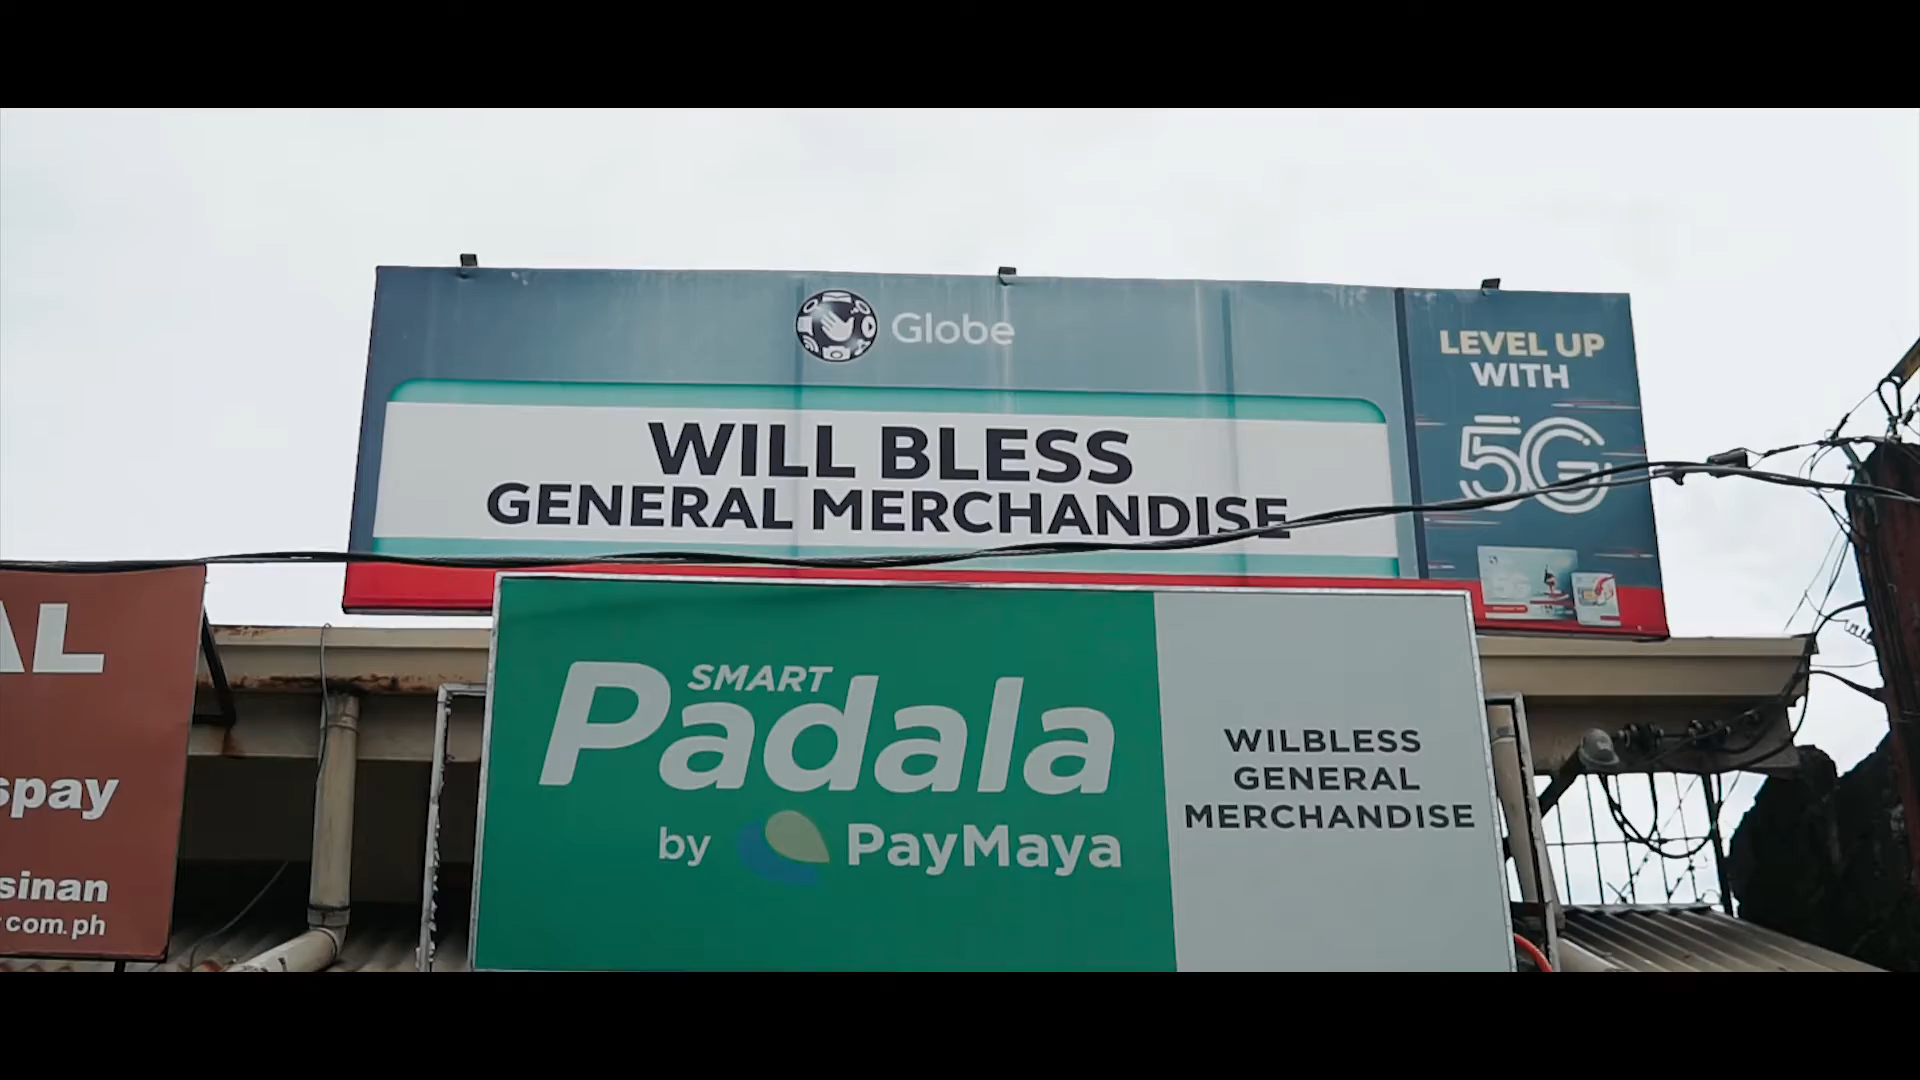 Globe
WILL BLESS
GENERAL MERCHANDISE
LEVEL UP
WITH
5G
SMART
Padala
by PayMaya
WILBLESS
GENERAL
MERCHANDISE
AL
spay
sinan
com.ph